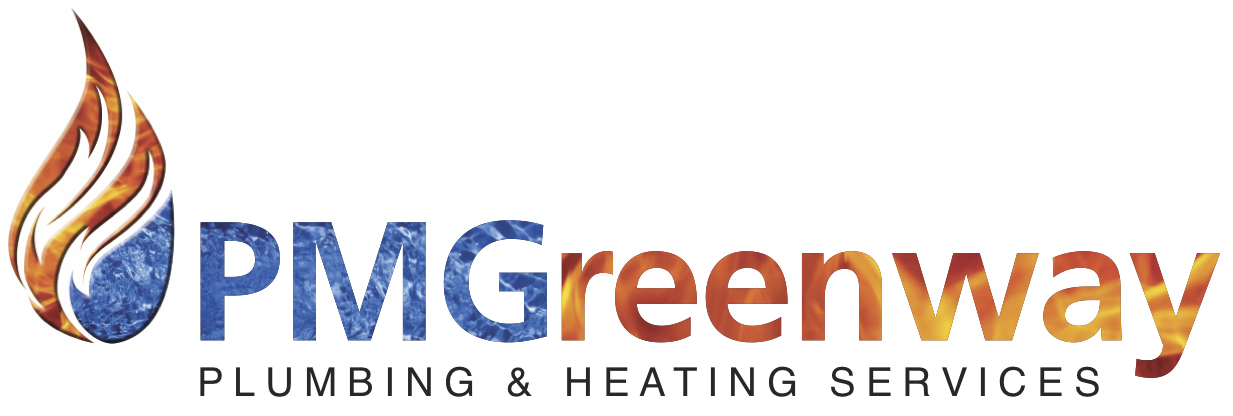 PMGreenway
PLUMBING & HEATING SERVICES